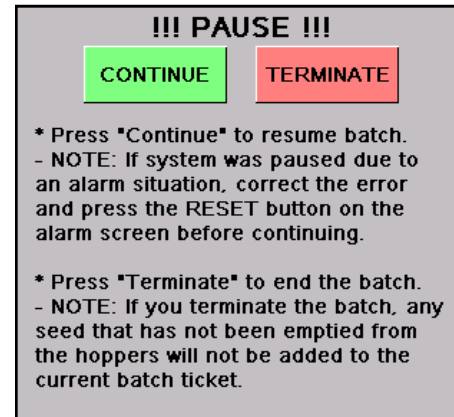 !!! PAUSE !!!
CONTINUE
TERMINATE
* Press "Continue" to resume batch.
- NOTE: If system was paused due to
an alarm situation, correct the error
and press the RESET button on the
alarm screen before continuing.
* Press "Terminate" to end the batch.
- NOTE: If you terminate the batch, any
seed that has not been emptied from
the hoppers will not be added to the
current batch ticket.